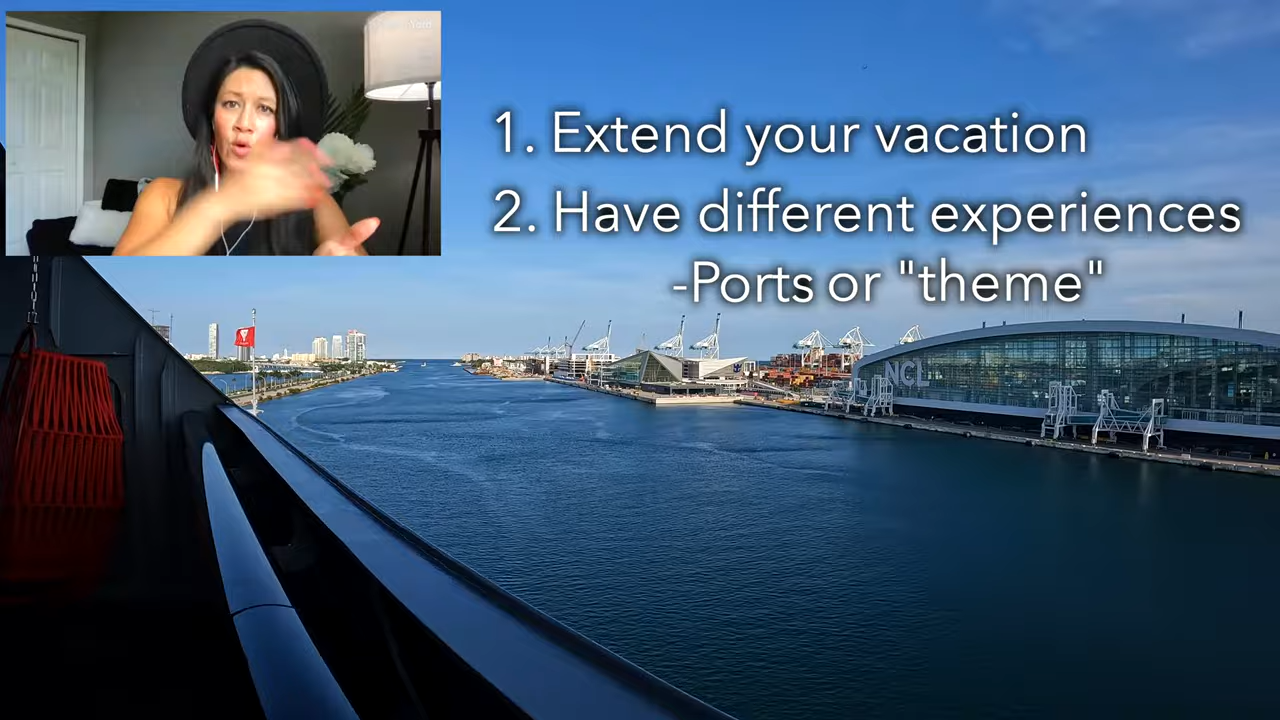 1. Extend your vacation
2. Have different experiences
-Ports or "theme"
NCL